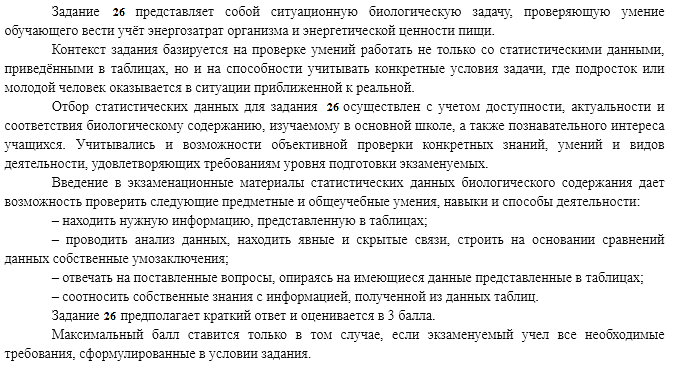 Задание 26 представляет собой ситуационную биологическую задачу, проверяющую умение
обучающего вести учёт энергозатрат организма и энергетической ценности пищи.
Контекст задания базируется на проверке умений работать не только со статистическими данными,
приведёнными в таблицах, но и на способности учитывать конкретные условия задачи, где подросток или
молодой человек оказывается в ситуации приближенной к реальной.
Отбор статистических данных для задания 26 осуществлен с учетом доступности, актуальности и
соответствия биологическому содержанию, изучаемому в основной школе, а также познавательного интереса
учащихся. Учитывались и возможности объективной проверки конкретных знаний, умений и видов
деятельности, удовлетворяющих требованиям уровня подготовки экзаменуемых.
Введение в экзаменационные материалы статистических данных биологического содержания дает
возможность проверить следующие предметные и общеучебные умения, навыки и способы деятельности:
– находить нужную информацию, представленную в таблицах;
– проводить анализ данных, находить явные и скрытые связи, строить на основании сравнений
данных собственные умозаключения;
– отвечать на поставленные вопросы, опираясь на имеющиеся данные представленные в таблицах;
– соотносить собственные знания с информацией, полученной из данных таблиц.
Задание 26 предполагает краткий ответ и оценивается в 3 балла.
Максимальный балл ставится только в том случае, если экзаменуемый учел все необходимые
требования, сформулированные в условии задания.